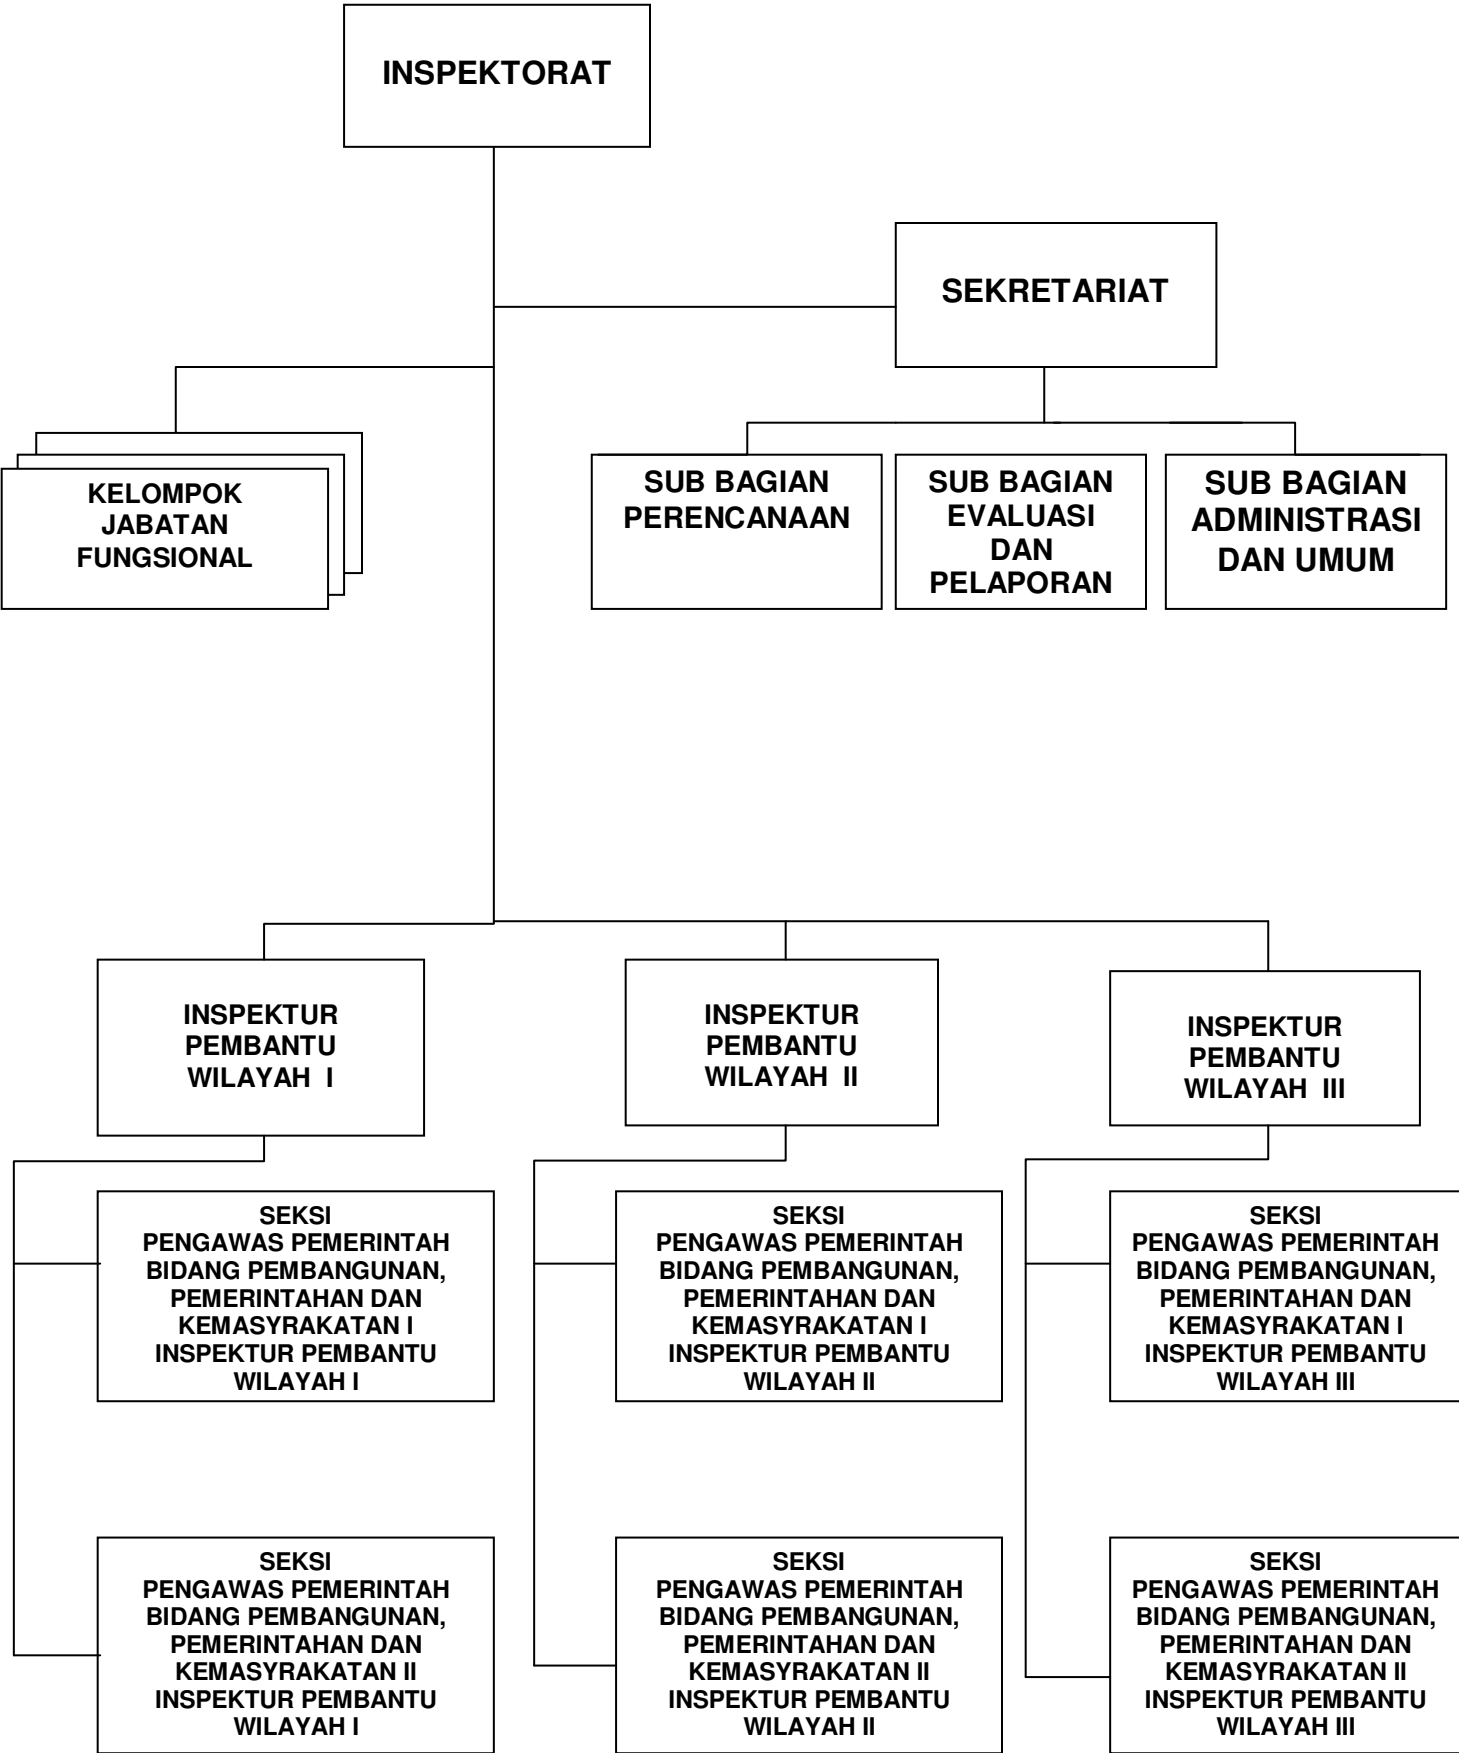 INSPEKTORAT
SEKRETARIAT
KELOMPOK
JABATAN
FUNGSIONAL
SUB BAGIAN
PERENCANAAN
SUB BAGIAN
EVALUASI
DAN
PELAPORAN
SUB BAGIAN
ADMINISTRASI
DAN UMUM
INSPEKTUR
PEMBANTU
WILAYAH I
INSPEKTUR
PEMBANTU
WILAYAH II
INSPEKTUR
PEMBANTU
WILAYAH III
SEKSI
PENGAWAS PEMERINTAH
BIDANG PEMBANGUNAN,
PEMERINTAHAN DAN
KEMASYRAKATAN I
INSPEKTUR PEMBANTU
WILAYAH I
SEKSI
PENGAWAS PEMERINTAH
BIDANG PEMBANGUNAN,
PEMERINTAHAN DAN
KEMASYRAKATAN I
INSPEKTUR PEMBANTU
WILAYAH II
SEKSI
PENGAWAS PEMERINTAH
BIDANG PEMBANGUNAN,
PEMERINTAHAN DAN
KEMASYRAKATAN I
INSPEKTUR PEMBANTU
WILAYAH III
SEKSI
PENGAWAS PEMERINTAH
BIDANG PEMBANGUNAN,
PEMERINTAHAN DAN
KEMASYRAKATAN II
INSPEKTUR PEMBANTU
WILAYAH I
SEKSI
PENGAWAS PEMERINTAH
BIDANG PEMBANGUNAN,
PEMERINTAHAN DAN
KEMASYRAKATAN II
INSPEKTUR PEMBANTU
WILAYAH II
SEKSI
PENGAWAS PEMERINTAH
BIDANG PEMBANGUNAN,
PEMERINTAHAN DAN
KEMASYRAKATAN II
INSPEKTUR PEMBANTU
WILAYAH III